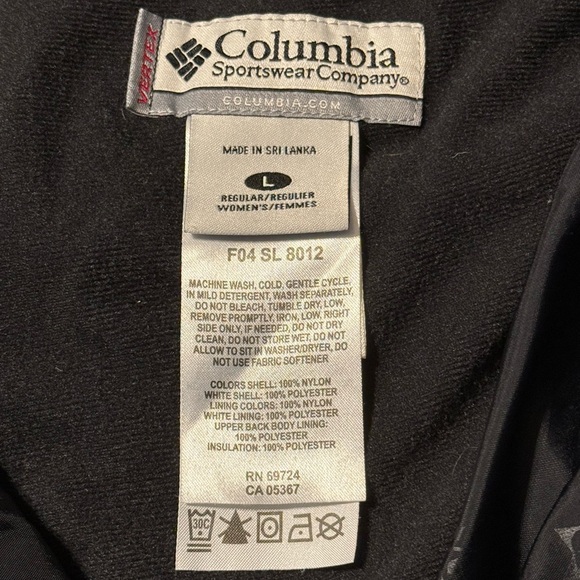 VERTEX
Columbia
Sportswear Company®
COLUMBIA.COM
MADE IN SRI LANKA
L
REGULAR/REGULIER
WOMEN'S/FEMMES
F04 SL 8012
MACHINE WASH, COLD, GENTLE CYCLE,
IN MILD DETERGENT, WASH SEPARATELY,
DO NOT BLEACH, TUMBLE DRY, LOW,
REMOVE PROMPTLY, IRON, LOW, RIGHT
SIDE ONLY, IF NEEDED, DO NOT DRY
CLEAN, DO NOT STORE WET, DO NOT
ALLOW TO SIT IN WASHER/DRYER, DO
NOT USE FABRIC SOFTENER
COLORS SHELL: 100% NYLON
WHITE SHELL: 100% POLYESTER
LINING COLORS: 100% NYLON
WHITE LINING: 100% POLYESTER
UPPER BACK BODY LINING:
100% POLYESTER
INSULATION: 100% POLYESTER
RN 69724
CA 05367
30C